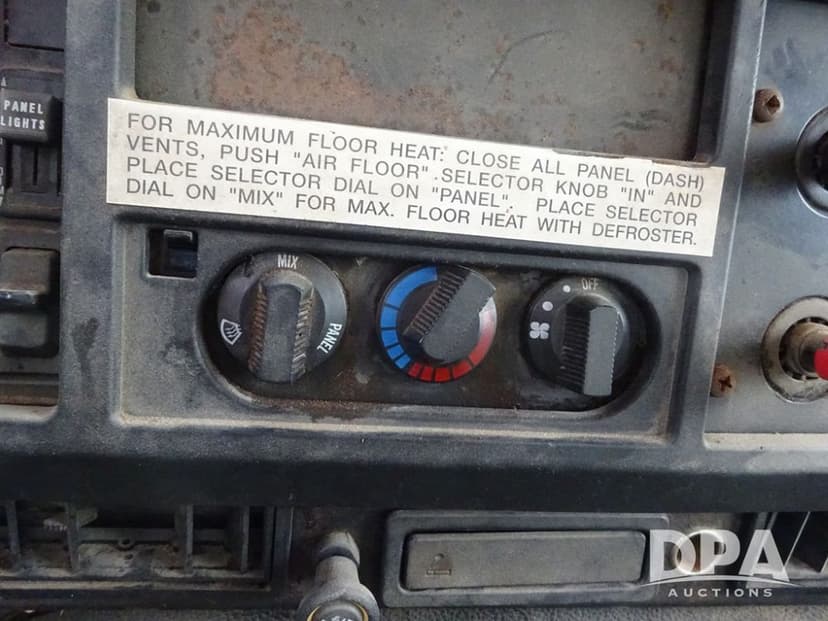 PANEL
LIGHTS
FOR MAXIMUM FLOOR HEAT: CLOSE ALL PANEL (DASH)
VENTS, PUSH "AIR FLOOR" SELECTOR KNOB "IN" AND
PLACE SELECTOR DIAL ON "PANEL". PLACE SELECTOR
DIAL ON "MIX" FOR MAX. FLOOR HEAT WITH DEFROSTER.
MIX
PANEL
OFF
DPA
AUCTIONS